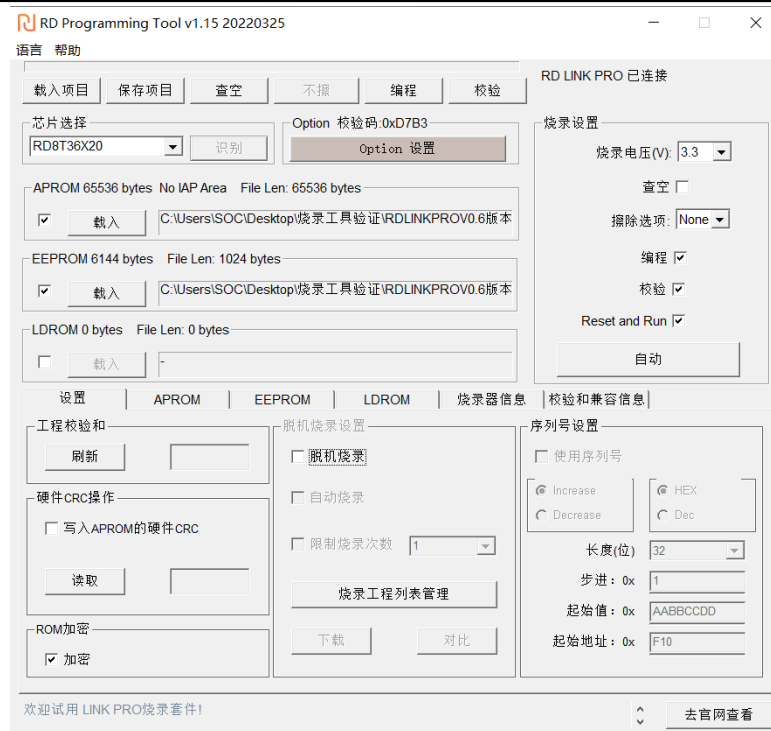 RD Programming Tool v1.15 20220325
语言 帮助
载入项目 保存项目 查空 不擦 编程 校验
RD LINK PRO 已连接
芯片选择
RD8T36X20 识别
Option 校验码:0xD7B3
Option 设置
APROM 65536 bytes No IAP Area File Len: 65536 bytes
载入 C:\Users\SOC\Desktop\烧录工具验证\RDLINKPROV0.6版本
EEPROM 6144 bytes File Len: 1024 bytes
载入 C:\Users\SOC\Desktop\烧录工具验证\RDLINKPROV0.6版本
LDROM 0 bytes File Len: 0 bytes
载入 -
烧录设置
烧录电压(V): 3.3
查空
擦除选项: None
编程
校验
Reset and Run
自动
设置 APROM EEPROM LDROM 烧录器信息 校验和兼容信息
工程校验和
刷新
硬件CRC操作
写入APROM的硬件CRC
读取
ROM加密
加密
脱机烧录设置
脱机烧录
自动烧录
限制烧录次数 1
烧录工程列表管理
下载 对比
序列号设置
使用序列号
Increase HEX
Decrease Dec
长度(位) 32
步进: 0x 1
起始值: 0x AABBCCDD
起始地址: 0x F10
欢迎试用 LINK PRO烧录套件!
去官网查看